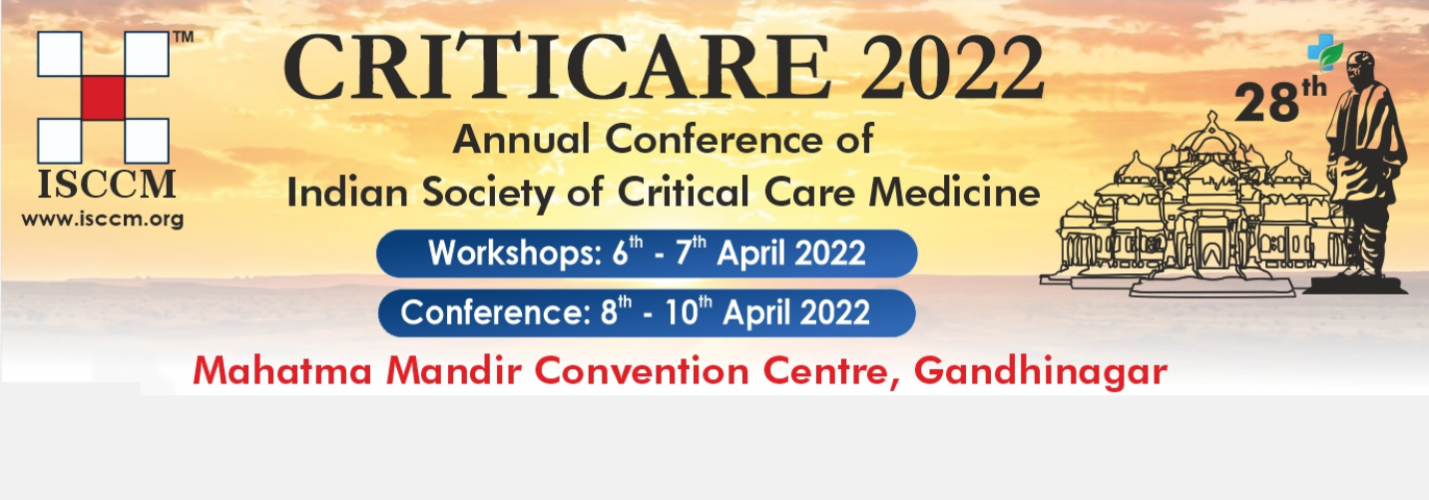 TM
ISCCM
www.isccm.org
CRITICARE 2022
Annual Conference of
Indian Society of Critical Care Medicine
Workshops: 6th - 7th April 2022
Conference: 8th - 10th April 2022
Mahatma Mandir Convention Centre, Gandhinagar
28th